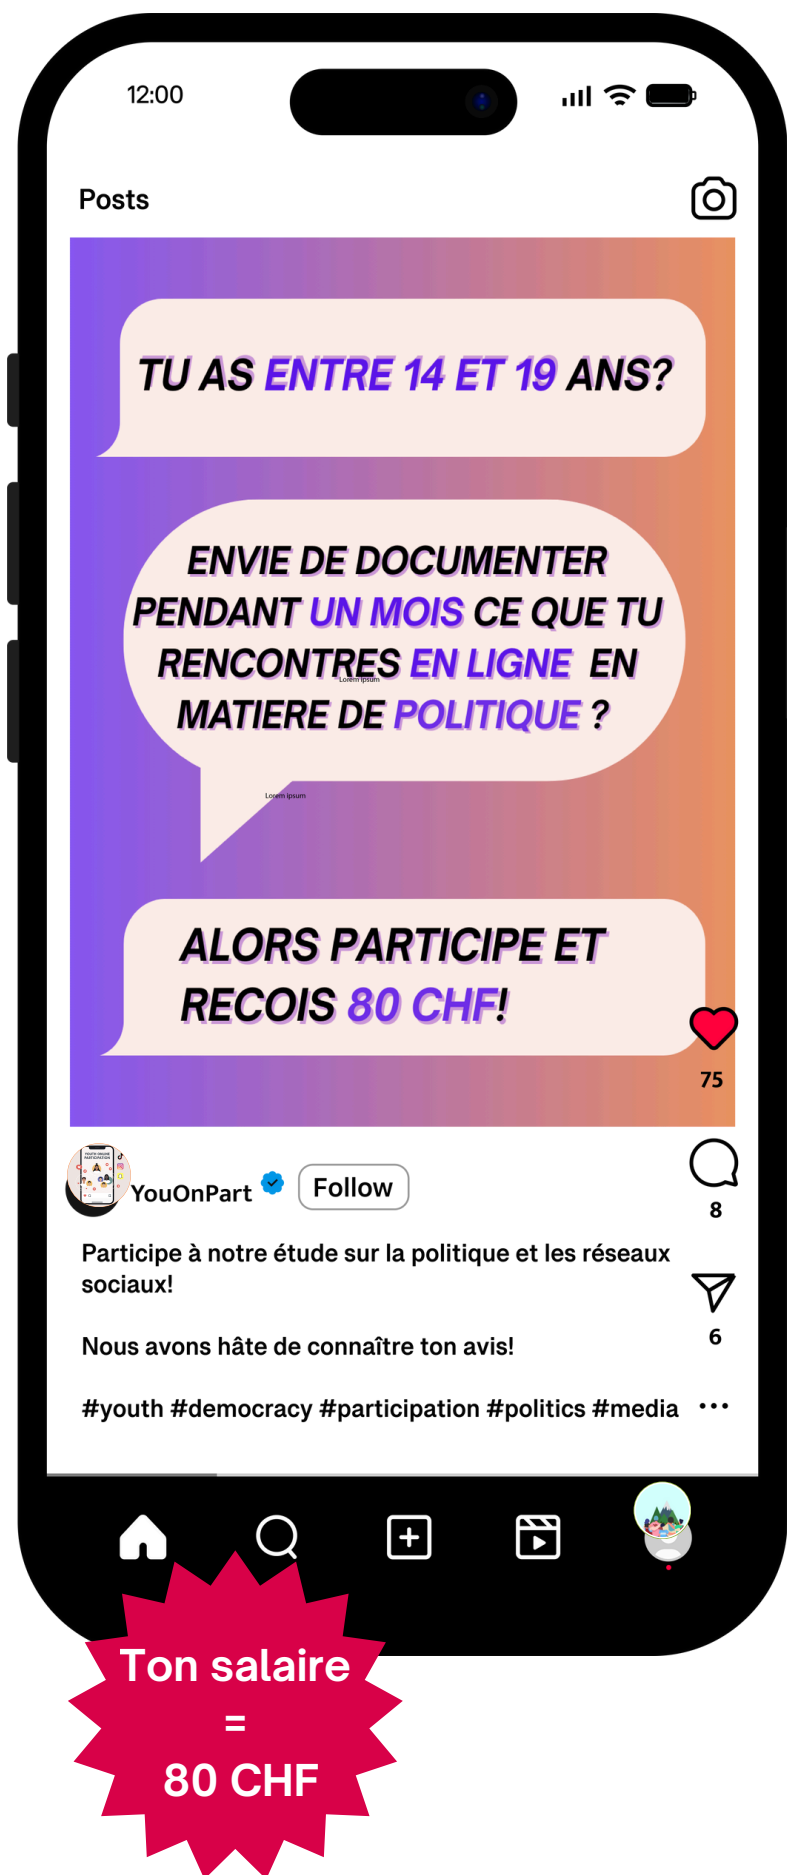 12:00
Posts
TU AS ENTRE 14 ET 19 ANS?
ENVIE DE DOCUMENTER
PENDANT UN MOIS CE QUE TU
RENCONTRES EN LIGNE EN
Lorem ipsum
MATIERE DE POLITIQUE ?
Lorem ipsum
ALORS PARTICIPE ET
RECOIS 80 CHF!
75
YOUTH ONLINE
PARTICIPATION
YouOnPart
Follow
8
Participe à notre étude sur la politique et les réseaux
sociaux!
6
Nous avons hâte de connaître ton avis!
#youth #democracy #participation #politics #media
Ton salaire
=
80 CHF